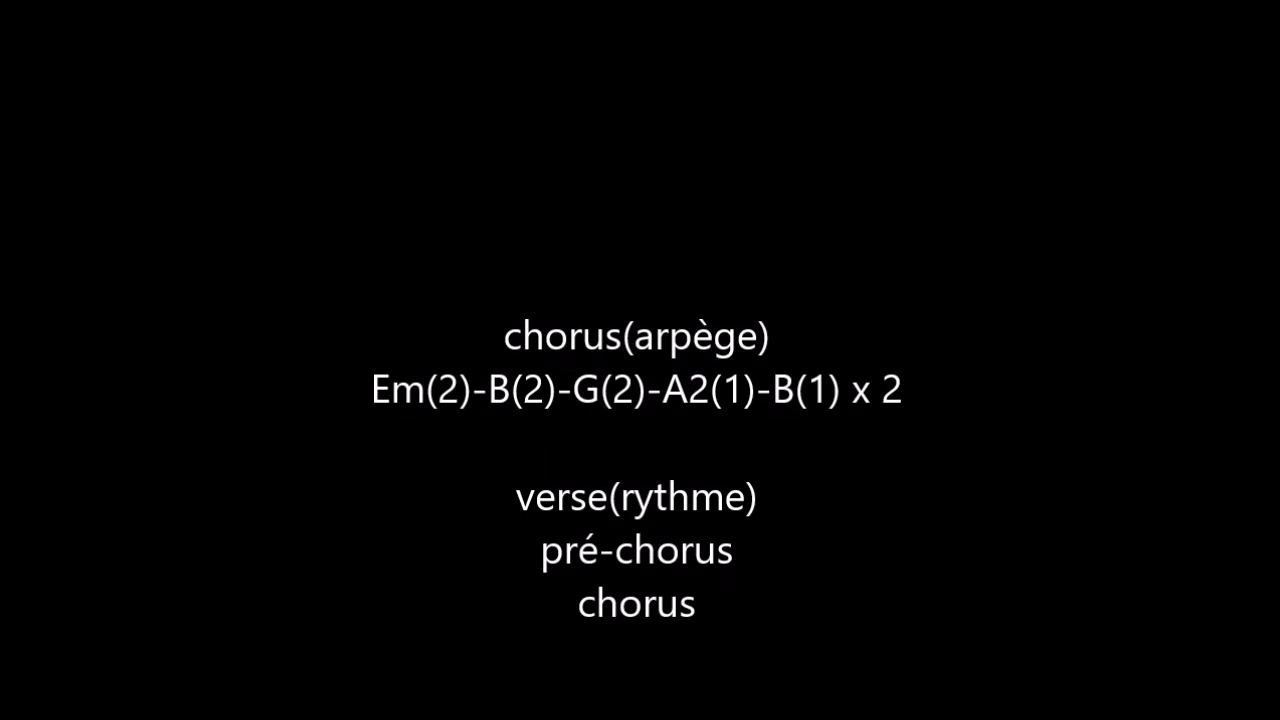 chorus(arpège)
Em(2)-B(2)-G(2)-A2(1)-B(1) x 2
verse(rythme)
pré-chorus
chorus